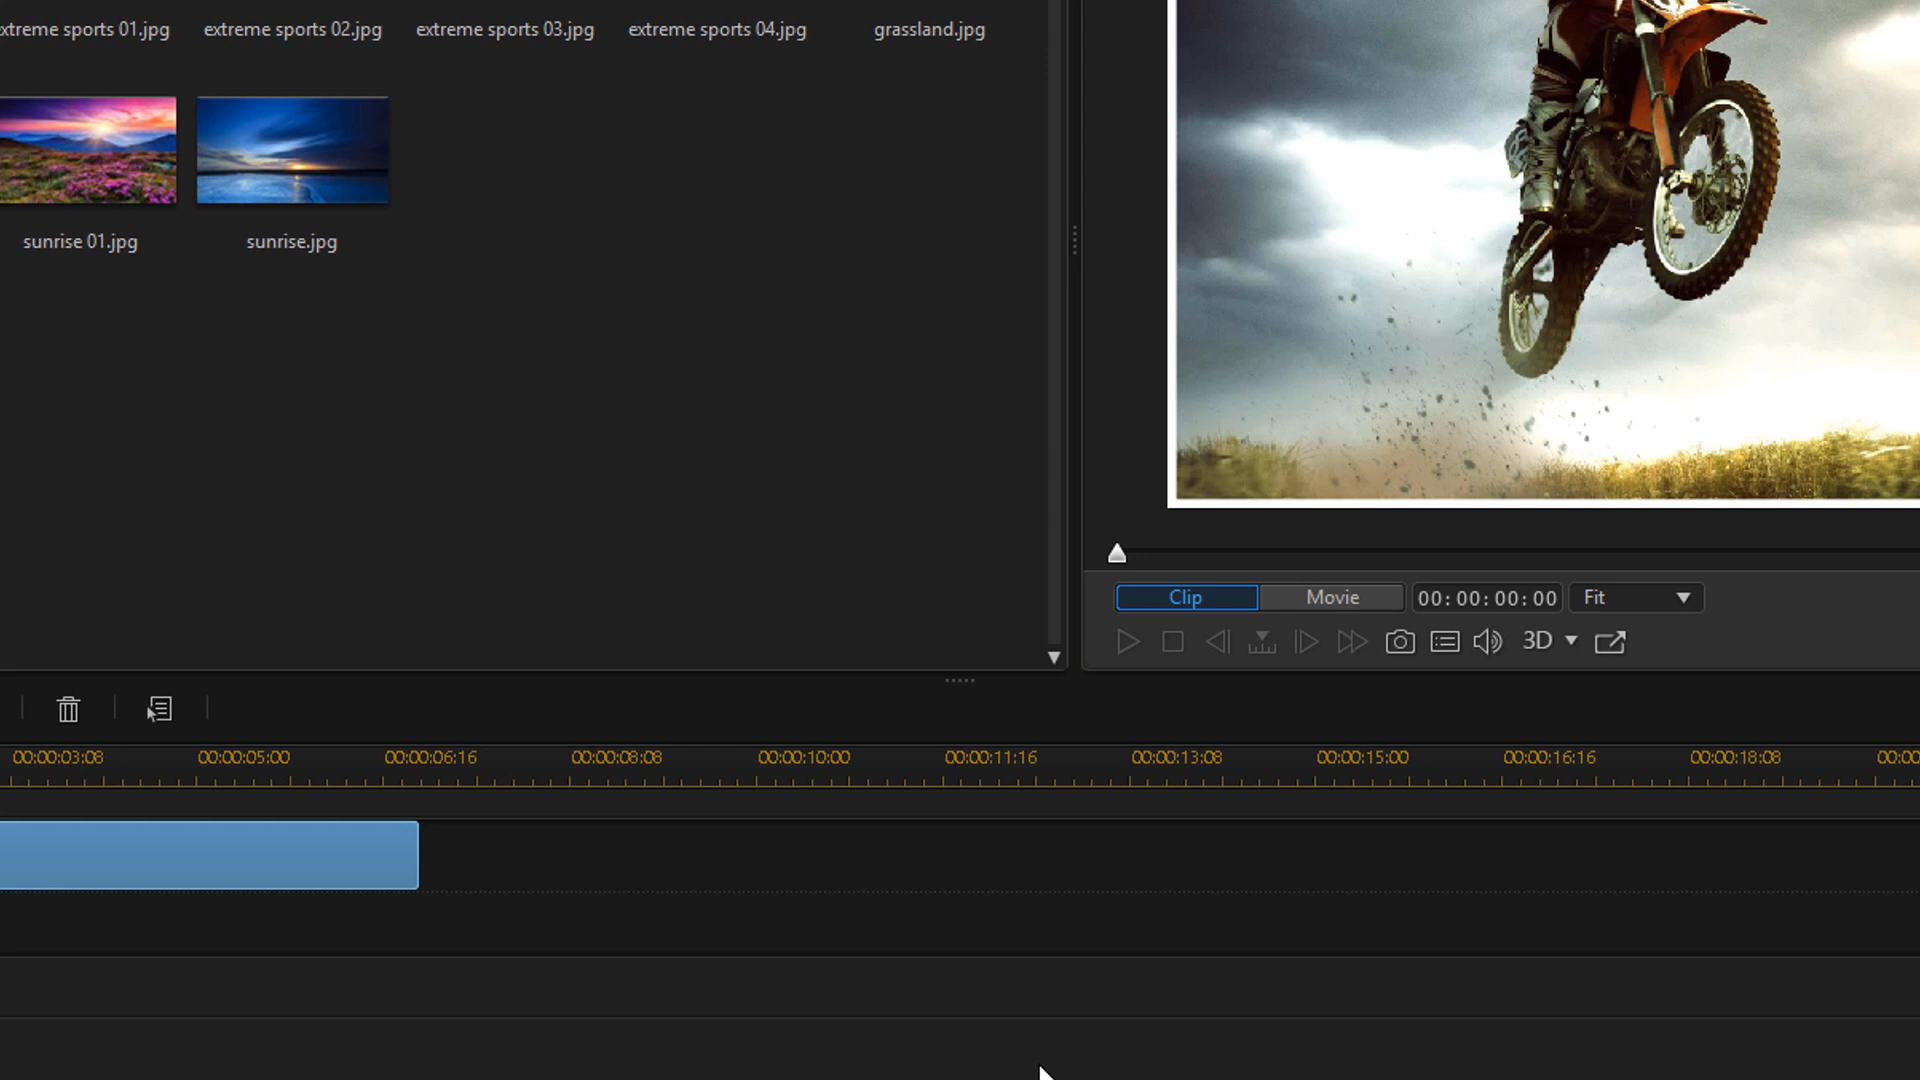 xtreme sports 01.jpg extreme sports 02.jpg extreme sports 03.jpg extreme sports 04.jpg grassland.jpg
sunrise 01.jpg sunrise.jpg
Clip Movie 00:00:00:00 Fit
3D
00:00:03:08 00:00:05:00 00:00:06:16 00:00:08:08 00:00:10:00 00:00:11:16 00:00:13:08 00:00:15:00 00:00:16:16 00:00:18:08 00:00